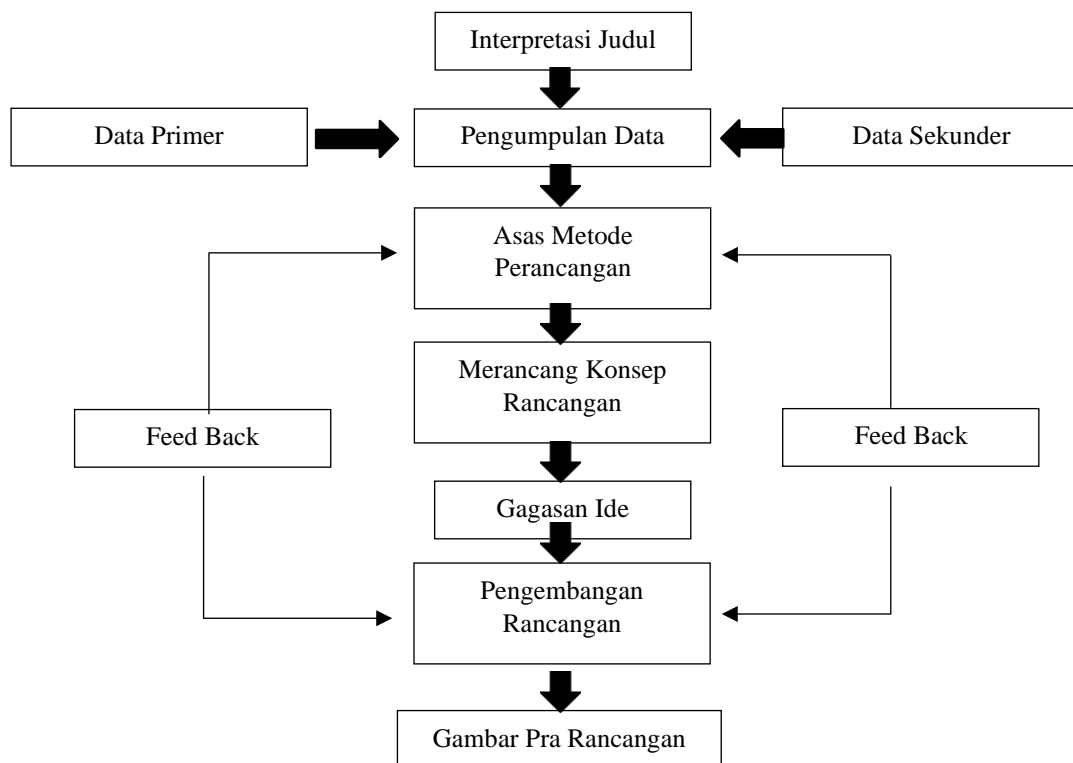 Interpretasi Judul
Data Primer
Pengumpulan Data
Data Sekunder
Asas Metode
Perancangan
Merancang Konsep
Rancangan
Feed Back
Feed Back
Gagasan Ide
Pengembangan
Rancangan
Gambar Pra Rancangan